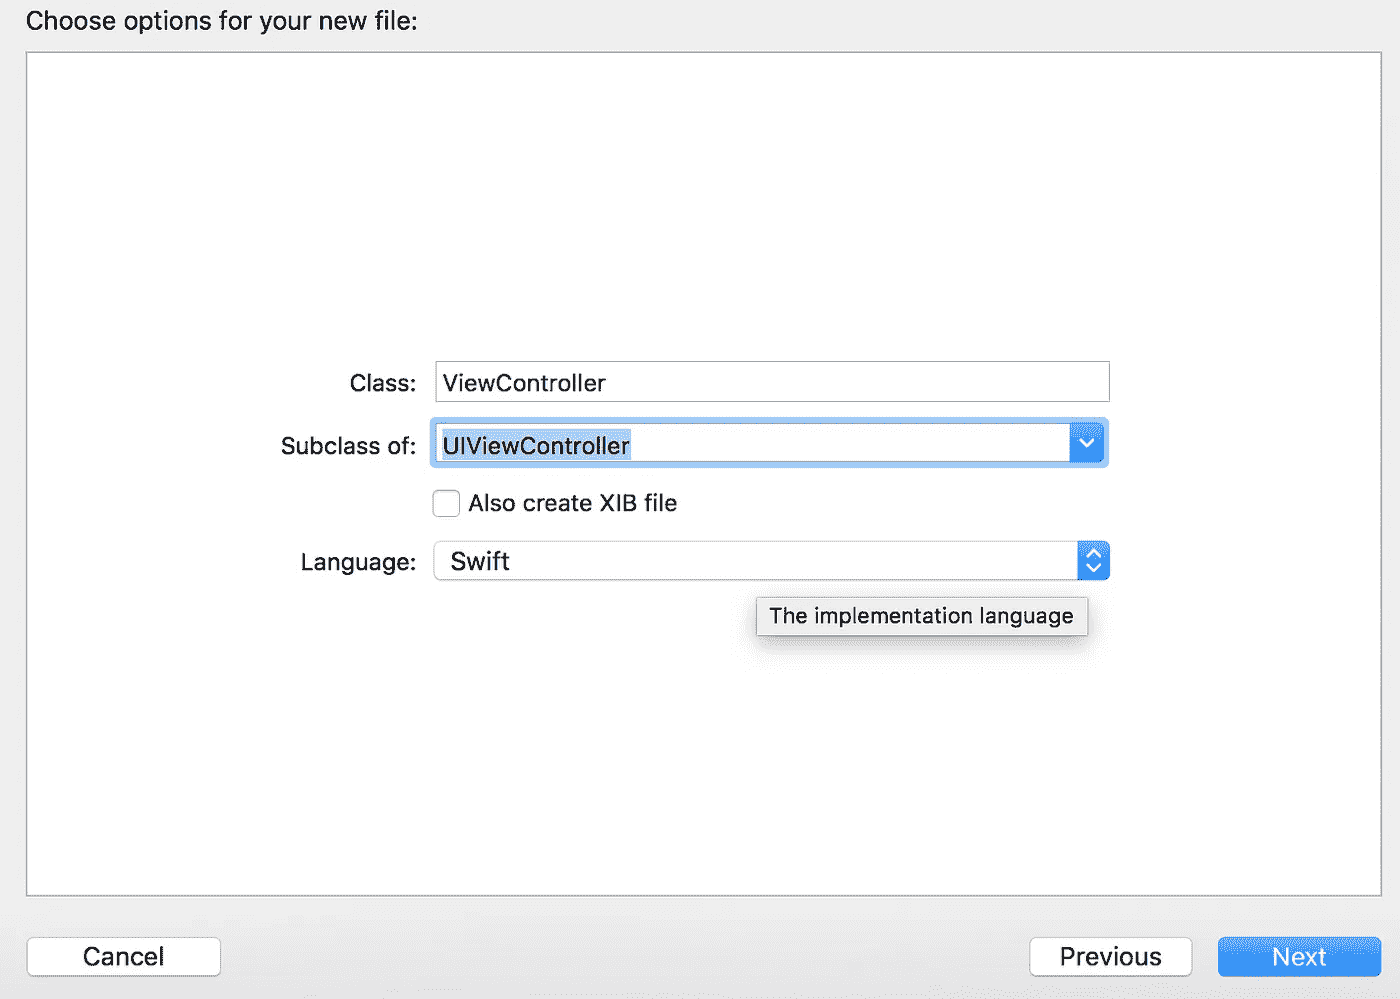 Choose options for your new file:
Class: ViewController
Subclass of: UIViewController
Also create XIB file
Language: Swift
The implementation language
Cancel Previous Next